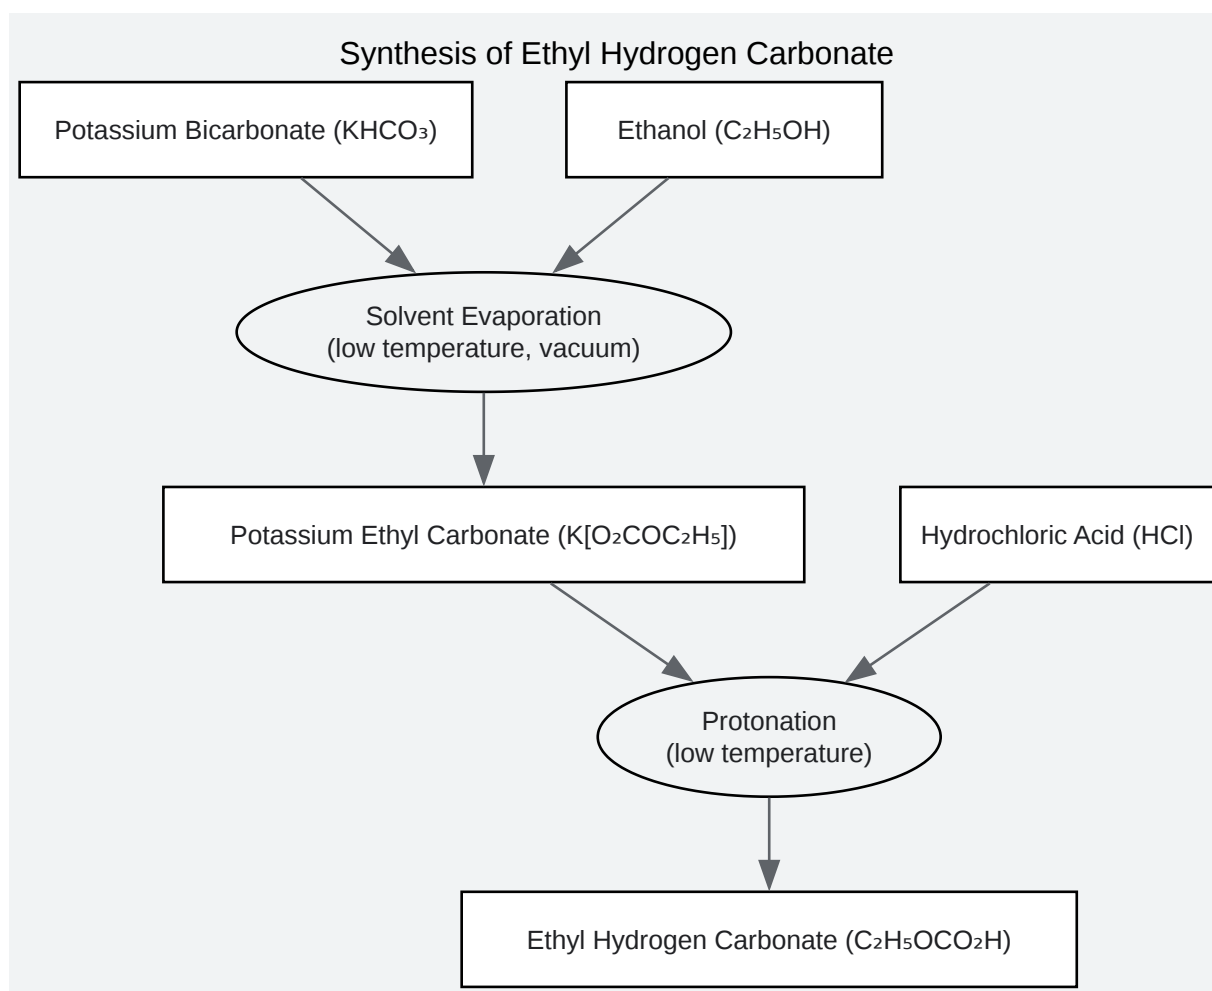 Synthesis of Ethyl Hydrogen Carbonate
Potassium Bicarbonate (KHCO₃)
Ethanol (C₂H₅OH)
Solvent Evaporation
(low temperature, vacuum)
Potassium Ethyl Carbonate (K[O₂COC₂H₅])
Hydrochloric Acid (HCl)
Protonation
(low temperature)
Ethyl Hydrogen Carbonate (C₂H₅OCO₂H)